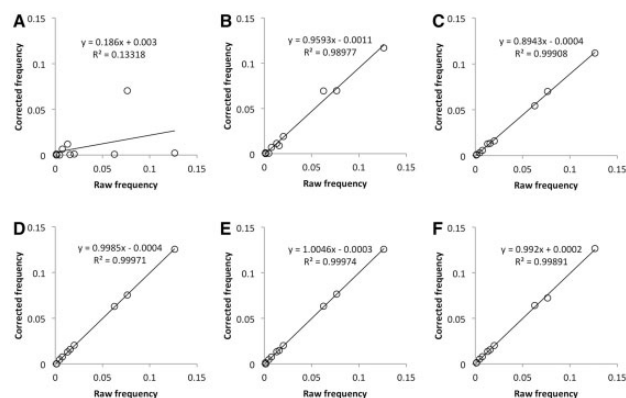 A
y = 0.186x + 0.003
R² = 0.13318
Corrected frequency
0.15
0.1
0.05
0
0
0.05
0.1
0.15
Raw frequency
B
y = 0.9593x - 0.0011
R² = 0.98977
Corrected frequency
0.15
0.1
0.05
0
0
0.05
0.1
0.15
Raw frequency
C
y = 0.8943x - 0.0004
R² = 0.99908
Corrected frequency
0.15
0.1
0.05
0
0
0.05
0.1
0.15
Raw frequency
D
y = 0.9985x - 0.0004
R² = 0.99971
Corrected frequency
0.15
0.1
0.05
0
0
0.05
0.1
0.15
Raw frequency
E
y = 1.0046x - 0.0003
R² = 0.99974
Corrected frequency
0.15
0.1
0.05
0
0
0.05
0.1
0.15
Raw frequency
F
y = 0.992x + 0.0002
R² = 0.99891
Corrected frequency
0.15
0.1
0.05
0
0
0.05
0.1
0.15
Raw frequency